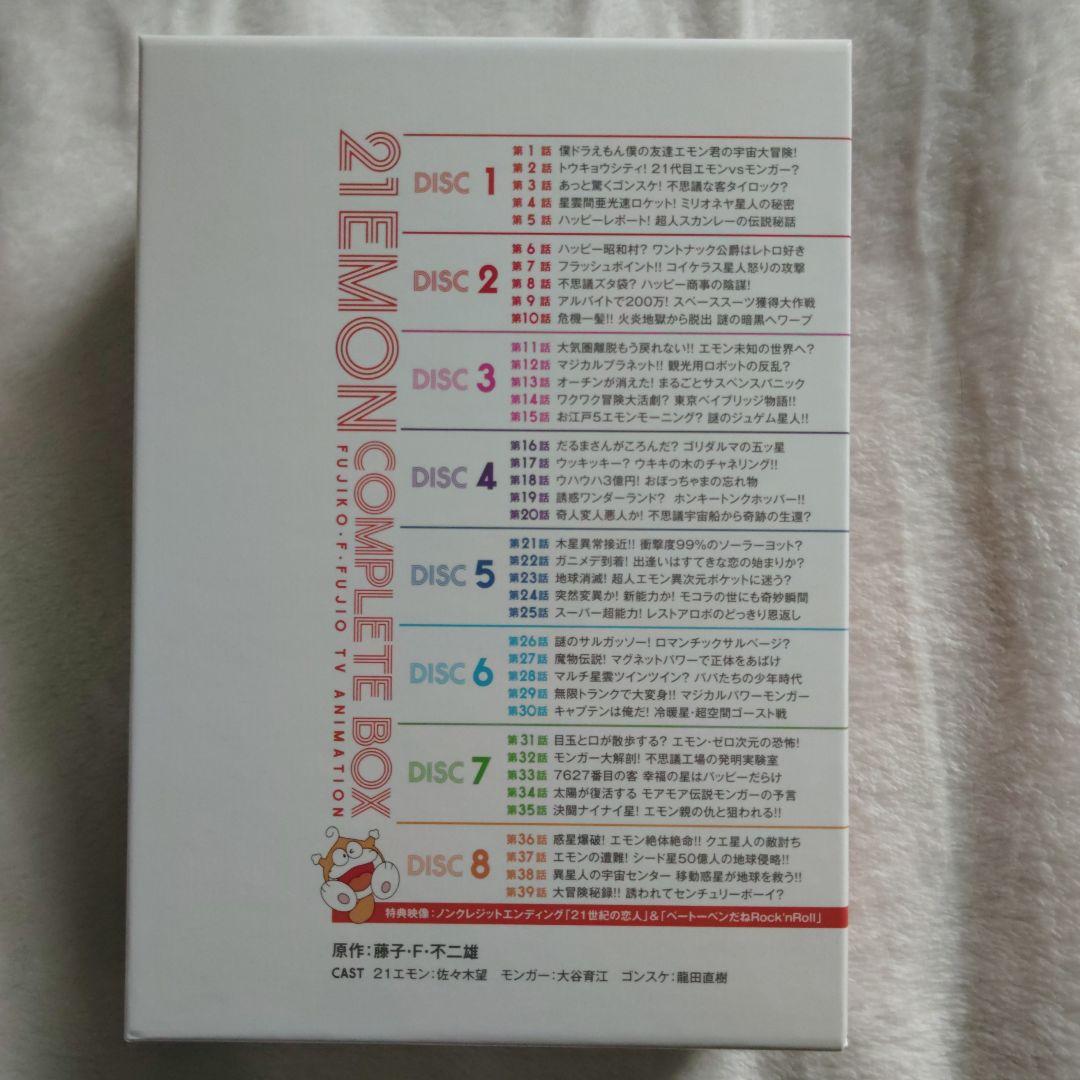 21 EMON COMPLETE BOX
FUJIKO・F・FUJIO TV ANIMATION
DISC 1
第1話 僕ドラえもん僕の友達エモン君の宇宙大冒険!
第2話 トウキョウシティ! 21代目エモンvsモンガー?
第3話 あっと驚くゴンスケ! 不思議な客タイロック?
第4話 星雲間亜光速ロケット! ミリオネヤ星人の秘密
第5話 ハッピーレポート! 超人スカンレーの伝説秘話
DISC 2
第6話 ハッピー昭和村? ワントナック公爵はレトロ好き
第7話 フラッシュポイント!! コイケラス星人怒りの攻撃
第8話 不思議ズタ袋? ハッピー商事の陰謀!
第9話 アルバイトで200万! スペーススーツ獲得大作戦
第10話 危機一髪!! 火炎地獄から脱出 謎の暗黒へワープ
DISC 3
第11話 大気圏離脱もう戻れない!! エモン未知の世界へ?
第12話 マジカルプラネット!! 観光用ロボットの反乱?
第13話 オーチンが消えた! まるごとサスペンスパニック
第14話 ワクワク冒険大活劇? 東京ベイブリッジ物語!!
第15話 お江戸5エモンモーニング? 謎のジュゲム星人!!
DISC 4
第16話 だるまさんがころんだ? ゴリダルマの五ッ星
第17話 ウッキッキー? ウキキの木のチャネリング!!
第18話 ウハウハ3億円! おぼっちゃまの忘れ物
第19話 誘惑ワンダーランド? ホンキートンクホッパー!!
第20話 奇人変人悪人か! 不思議宇宙船から奇跡の生還?
DISC 5
第21話 木星異常接近!! 衝撃度99%のソーラーヨット?
第22話 ガニメデ到着! 出逢いはすてきな恋の始まりか?
第23話 地球消滅! 超人エモン異次元ポケットに迷う?
第24話 突然変異か! 新能力か! モコラの世にも奇妙瞬間
第25話 スーパー超能力! レストアロボのどっきり恩返し
DISC 6
第26話 謎のサルガッソー! ロマンチックサルベージ?
第27話 魔物伝説! マグネットパワーで正体をあばけ
第28話 マルチ星雲ツインツイン? パパたちの少年時代
第29話 無限トランクで大変身!! マジカルパワーモンガー
第30話 キャプテンは俺だ! 冷暖星・超空間ゴースト戦
DISC 7
第31話 目玉と口が散歩する? エモン・ゼロ次元の恐怖!
第32話 モンガー大解剖! 不思議工場の発明実験室
第33話 7627番目の客 幸福の星はパッピーだらけ
第34話 太陽が復活する モアモア伝説モンガーの予言
第35話 決闘ナイナイ星! エモン親の仇と狙われる!!
DISC 8
第36話 惑星爆破! エモン絶体絶命!! クエ星人の敵討ち
第37話 エモンの遭難! シード星50億人の地球侵略!!
第38話 異星人の宇宙センター 移動惑星が地球を救う!!
第39話 大冒険秘録!! 誘われてセンチュリーボーイ?
特典映像:ノンクレジットエンディング「21世紀の恋人」&「ベートーベンだねRock'nRoll」
原作:藤子・F・不二雄
CAST 21エモン:佐々木望 モンガー:大谷育江 ゴンスケ:龍田直樹